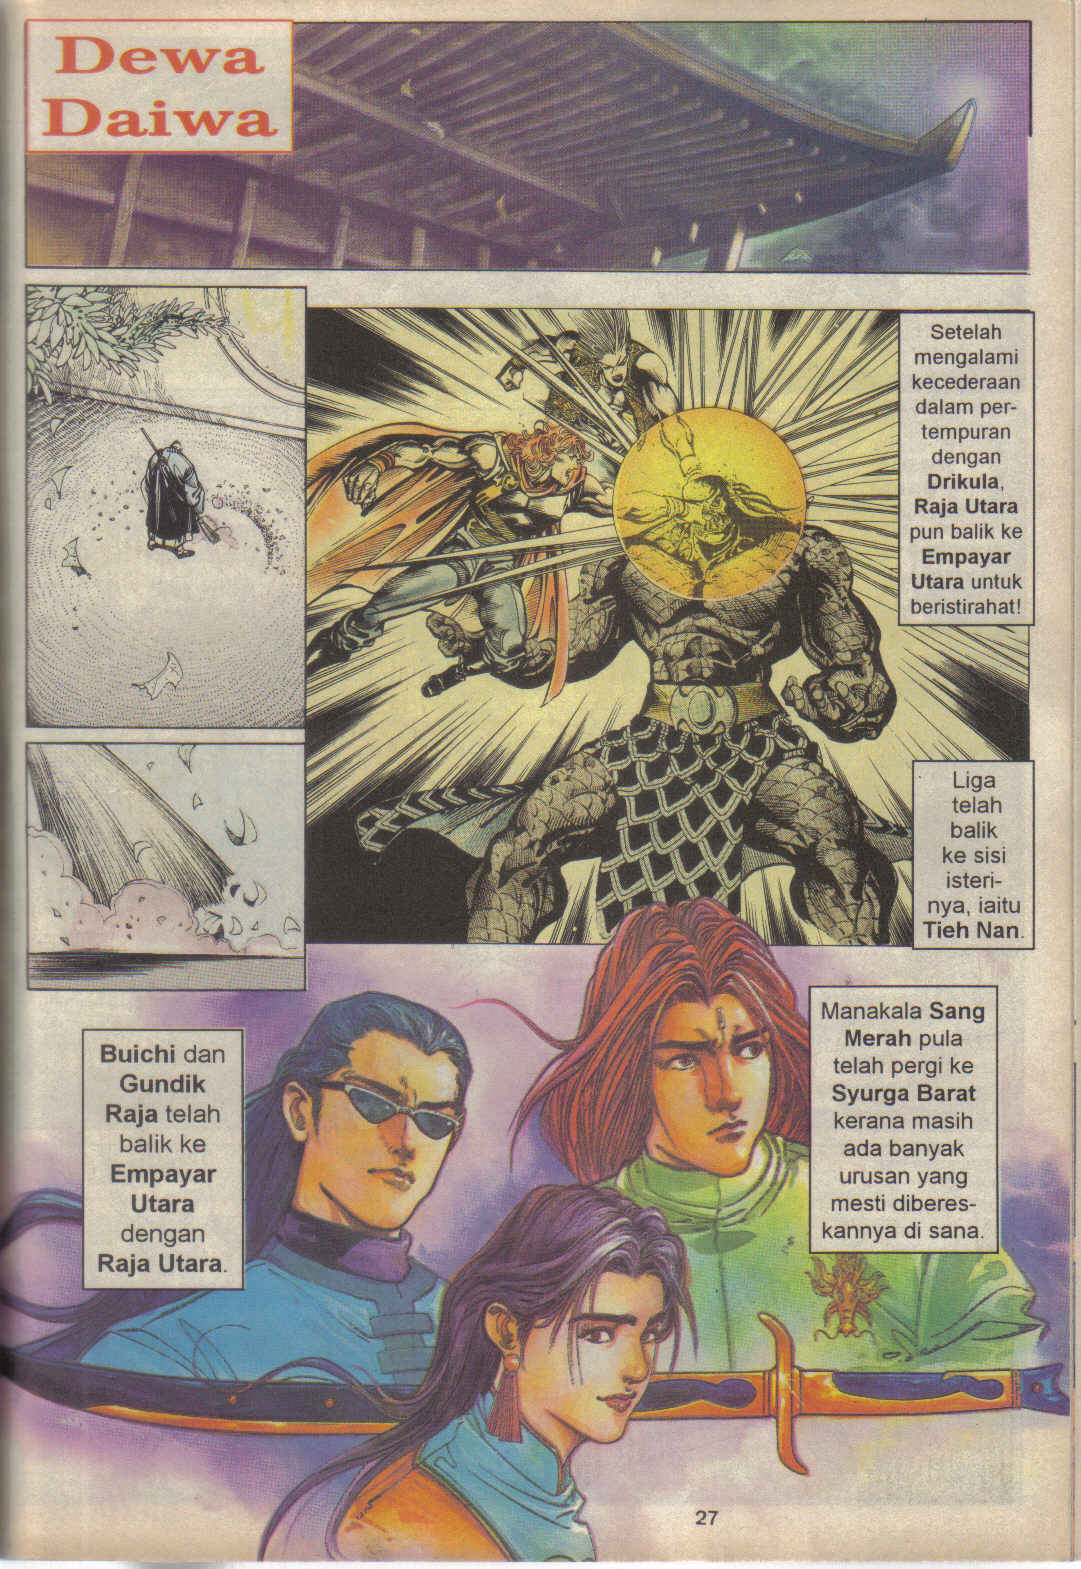 Dewa
Daiwa
Setelah
mengalami
kecederaan
dalam per-
tempuran
dengan
Drikula,
Raja Utara
pun balik ke
Empayar
Utara untuk
beristirahat!
Liga
telah
balik
ke sisi
isteri-
nya, iaitu
Tieh Nan.
Manakala Sang
Merah pula
telah pergi ke
Syurga Barat
kerana masih
ada banyak
urusan yang
mesti diberes-
kannya di sana.
Buichi dan
Gundik
Raja telah
balik ke
Empayar
Utara
dengan
Raja Utara.
27